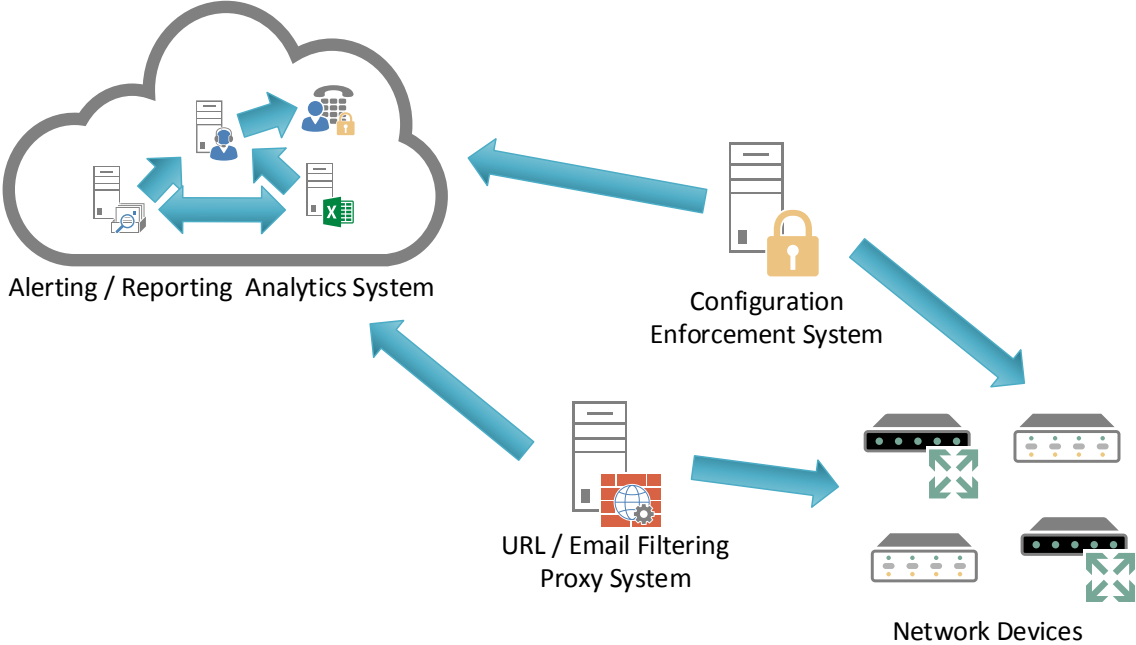 Alerting / Reporting  Analytics System
Configuration
Enforcement System
URL / Email Filtering
Proxy System
Network Devices
X